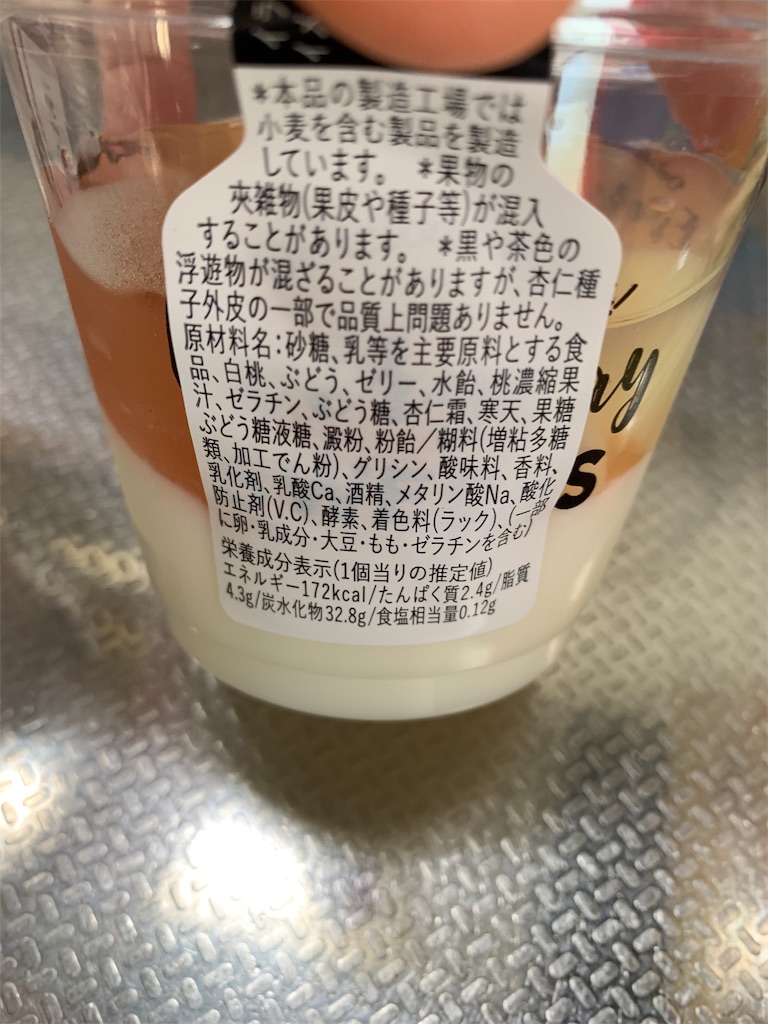 *本品の製造工場では
小麦を含む製品を製造
しています。 *果物の
夾雑物(果皮や種子等)が混入
することがあります。 *黒や茶色の
浮遊物が混ざることがありますが、杏仁種
子外皮の一部で品質上問題ありません。
原材料名:砂糖、乳等を主要原料とする食
品、白桃、ぶどう、ゼリー、水飴、桃濃縮果
汁、ゼラチン、ぶどう糖、杏仁霜、寒天、果糖
ぶどう糖液糖、澱粉、粉飴/糊料(増粘多糖
類、加工でん粉)、グリシン、酸味料、香料、
乳化剤、乳酸Ca、酒精、メタリン酸Na、酸化
防止剤(V.C)、酵素、着色料(ラック)、(一部
に卵・乳成分・大豆・もも・ゼラチンを含む)
栄養成分表示(1個当りの推定値)
エネルギー172kcal/たんぱく質2.4g/脂質
4.3g/炭水化物32.8g/食塩相当量0.12g